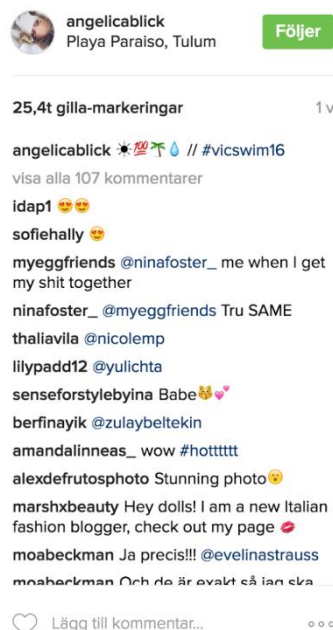 angelicablick
Playa Paraiso, Tulum
Följer
25,4t gilla-markeringar
1 v
angelicablick ☀💯🌴💧 // #vicswim16
visa alla 107 kommentarer
idap1 😍😍
sofiehally 😍
myeggfriends @ninafoster_ me when I get
my shit together
ninafoster_ @myeggfriends Tru SAME
thaliavila @nicolemp
lilypadd12 @yulichta
senseforstylebyina Babe😽💕
berfinayik @zulaybeltekin
amandalinneas_ wow #hotttttt
alexdefrutosphoto Stunning photo😮
marshxbeauty Hey dolls! I am a new Italian
fashion blogger, check out my page 💋
moabeckman Ja precis!!! @evelinastrauss
moabeckman Och de är exakt så jag ska
Lägg till kommentar...